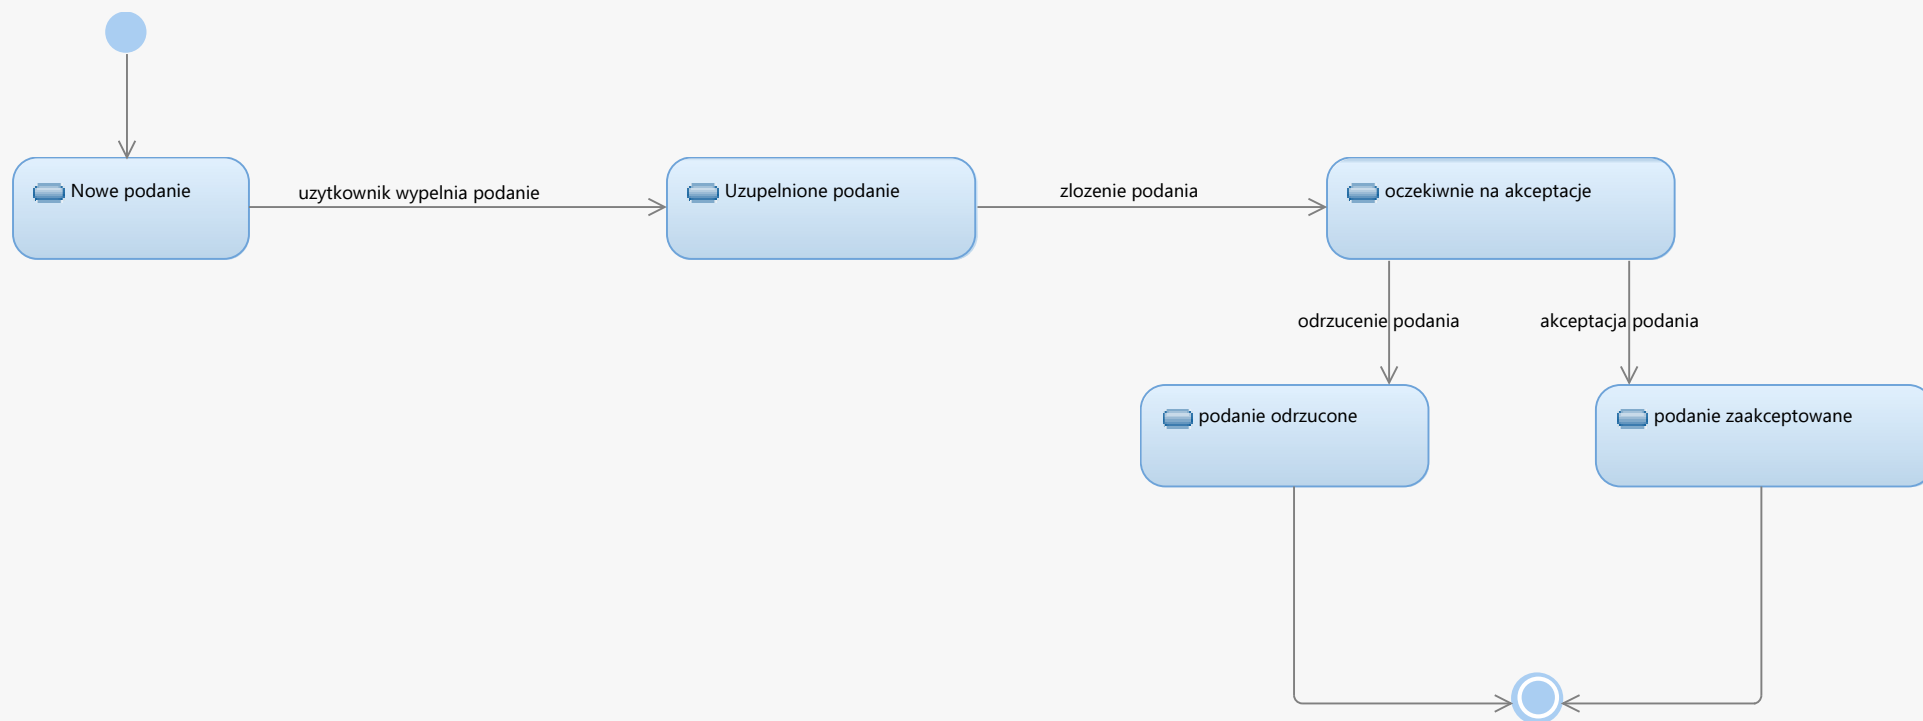 Nowe podanie
uzytkownik wypelnia podanie
Uzupelnione podanie
zlozenie podania
oczekiwnie na akceptacje
odrzucenie podania
akceptacja podania
podanie odrzucone
podanie zaakceptowane